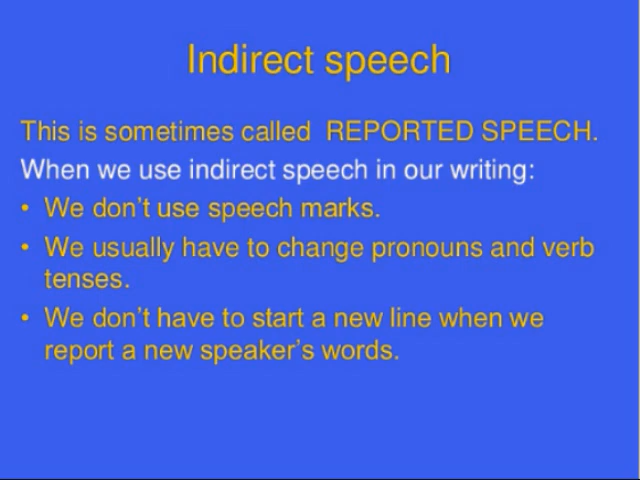 Indirect speech
This is sometimes called  REPORTED SPEECH.
When we use indirect speech in our writing:
• We don’t use speech marks.
• We usually have to change pronouns and verb
tenses.
• We don’t have to start a new line when we
report a new speaker’s words.